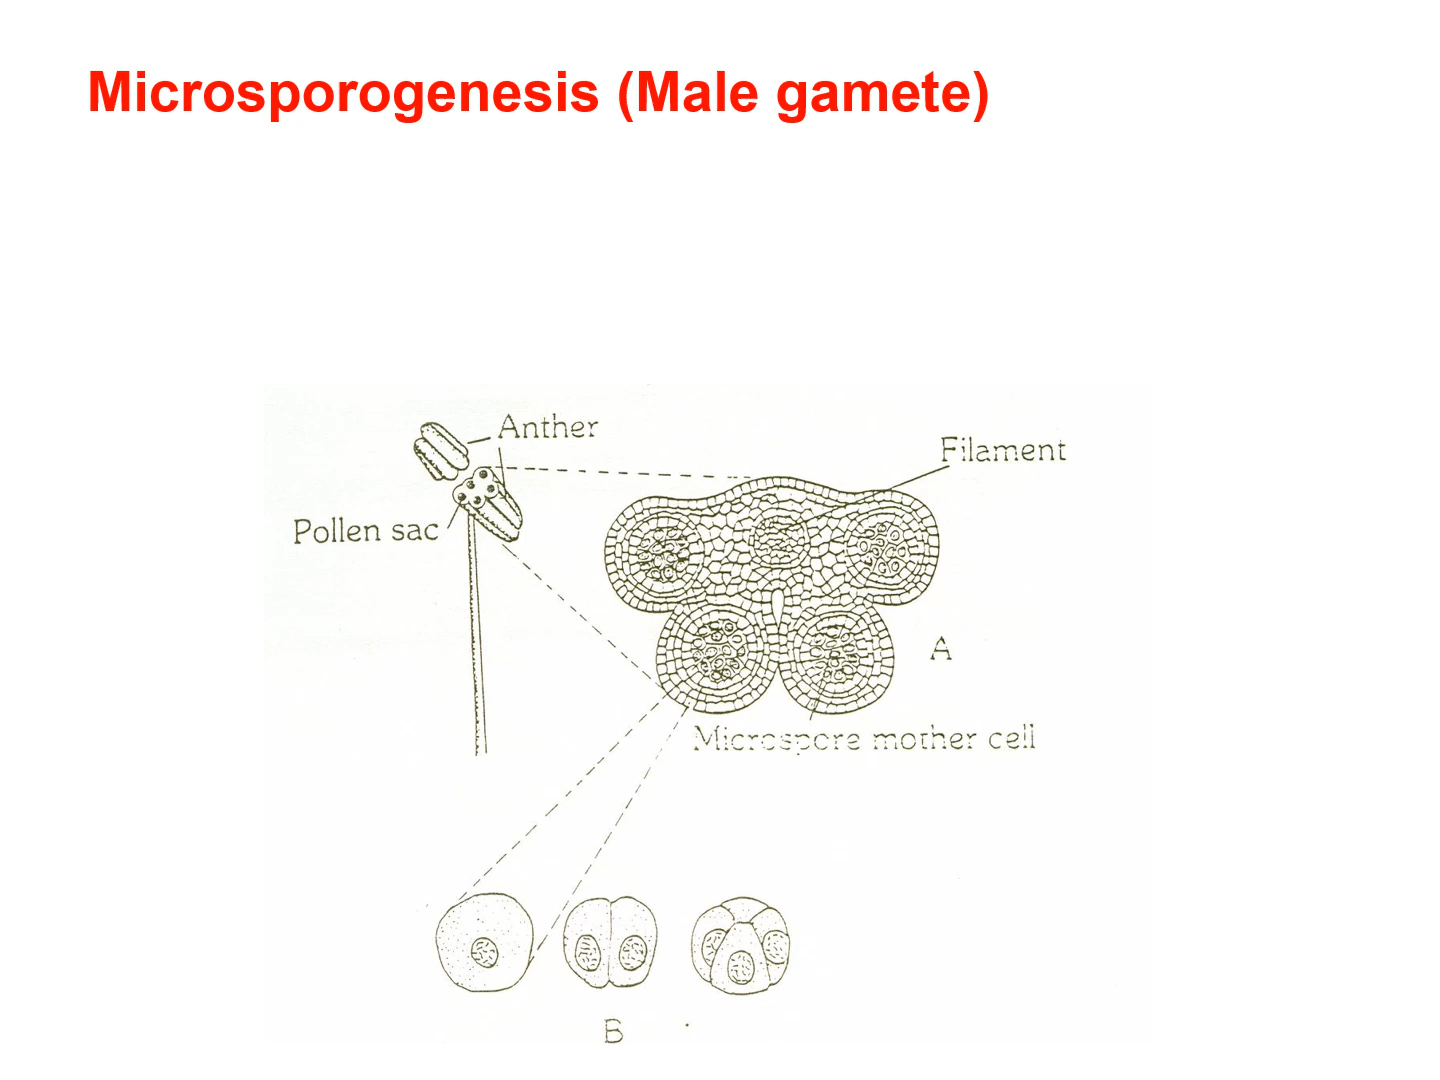 Microsporogenesis (Male gamete)
Anther
Filament
Pollen sac
A
Microspore mother cell
B